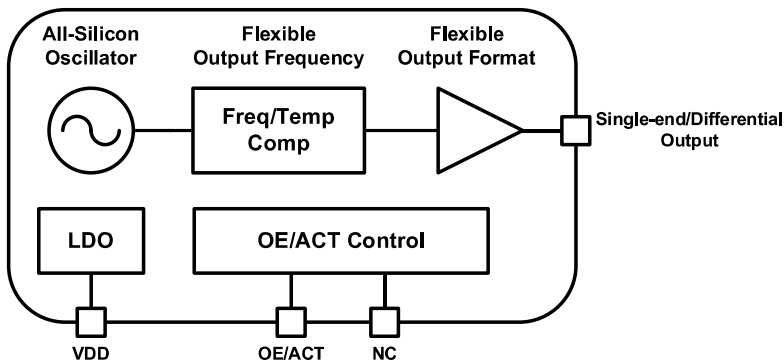 All-Silicon
Oscillator
Flexible
Output Frequency
Flexible
Output Format
Freq/Temp
Comp
Single-end/Differential
Output
LDO
OE/ACT Control
VDD
OE/ACT
NC